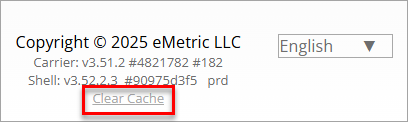 Copyright © 2025 eMetric LLC
English ▼
Carrier: v3.51.2 #4821782 #182
Shell: v3.52.2.3 #90975d3f5 prd
Clear Cache